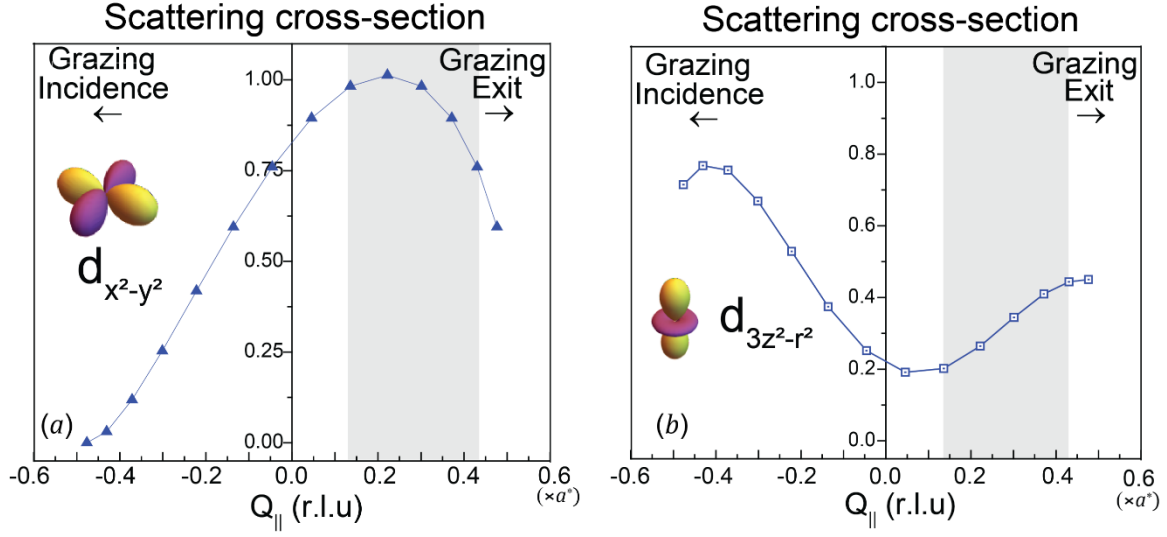 Scattering cross-section
Grazing
Incidence
←
Grazing
Exit
→
1.00
0.75
0.50
0.25
0.00
d x²-y²
(a)
-0.6 -0.4 -0.2 0.0 0.2 0.4 0.6
(×a*)
Q|| (r.l.u)
Scattering cross-section
Grazing
Incidence
←
Grazing
Exit
→
1.0
0.8
0.6
0.4
0.2
0.0
d 3z²-r²
(b)
-0.6 -0.4 -0.2 0.0 0.2 0.4 0.6
(×a*)
Q|| (r.l.u)